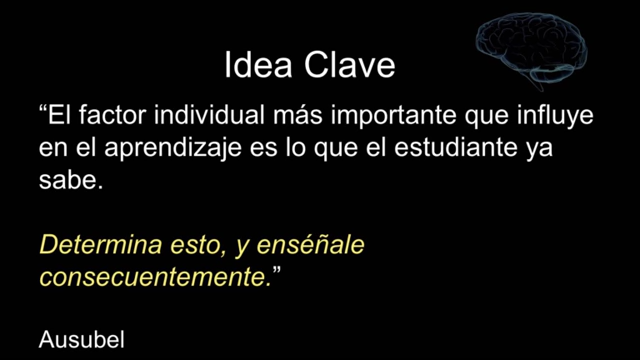 Idea Clave
“El factor individual más importante que influye
en el aprendizaje es lo que el estudiante ya
sabe.
Determina esto, y enséñale
consecuentemente.”
Ausubel